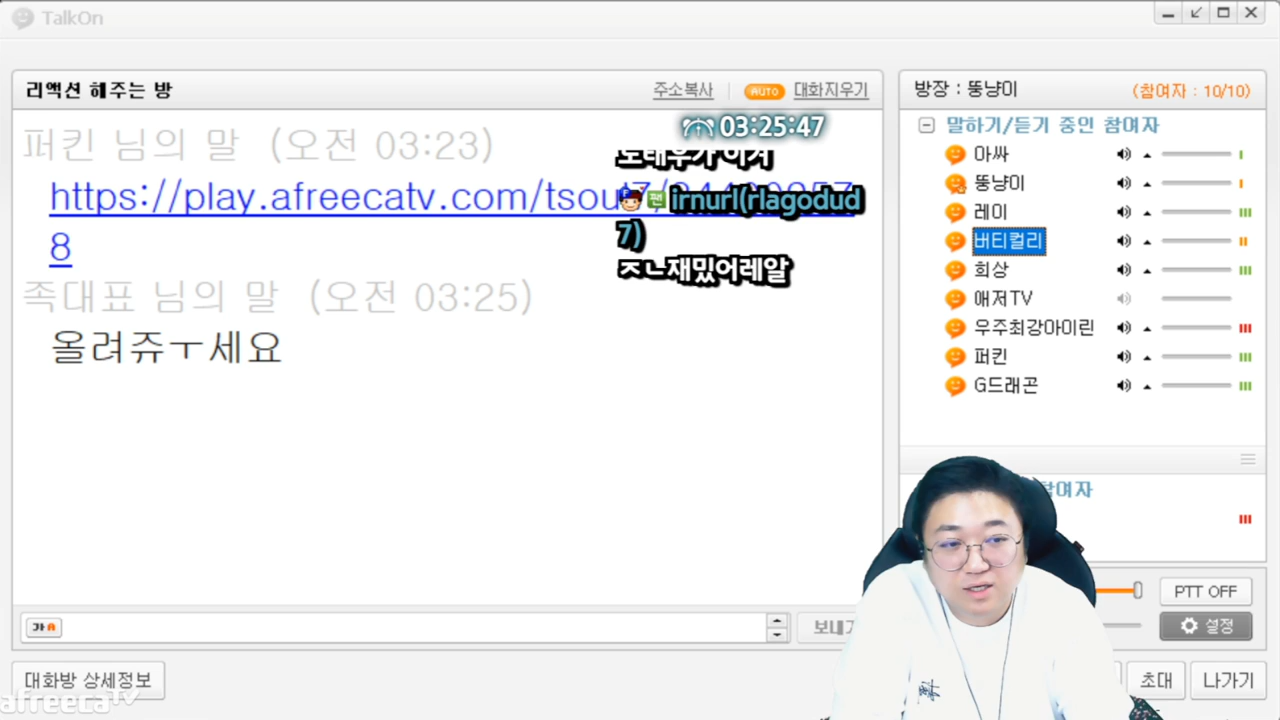 TalkOn
리액션 해주는 방
주소복사
AUTO 대화지우기
방장 : 뚱냥이
(참여자 : 10/10)
03:25:47
퍼킨 님의 말 (오전 03:23)
https://play.afreecatv.com/tsou
8
족대표 님의 말 (오전 03:25)
올려쥬ㅜ세요
팬 irnurl(rlagodud
7)
ㅈㄴ재밌어레알
말하기/듣기 중인 참여자
아싸
뚱냥이
레이
버티컬리
희상
애저TV
우주최강아이린
퍼킨
G드래곤
참여자
PTT OFF
설정
가A
보내기
대화방 상세정보
초대
나가기
afreecaTV